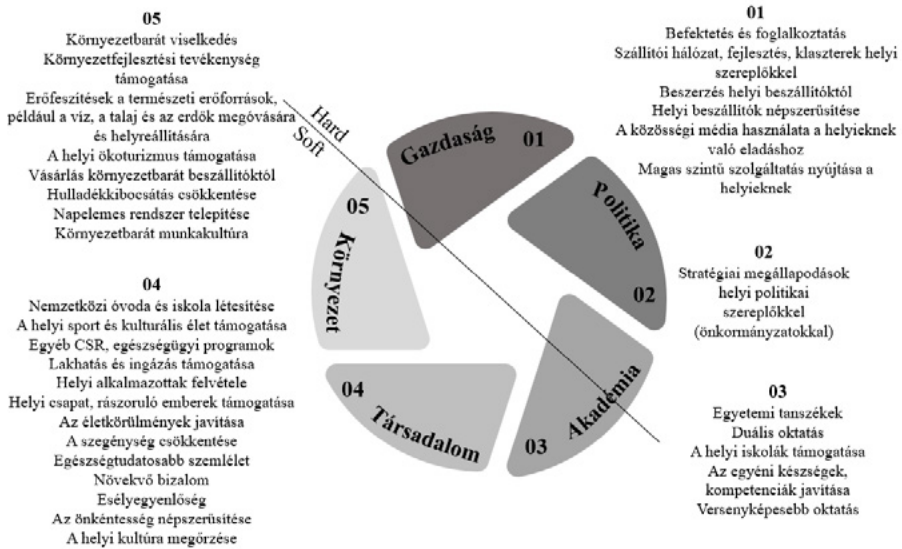 05
Környezetbarát viselkedés
Környezetfejlesztési tevékenység
támogatása
Erőfeszítések a természeti erőforrások,
például a víz, a talaj és az erdők megóvására
és helyreállítására
A helyi ökoturizmus támogatása
Vásárlás környezetbarát beszállítóktól
Hulladékkibocsátás csökkentése
Napelemes rendszer telepítése
Környezetbarát munkakultúra
04
Nemzetközi óvoda és iskola létesítése
A helyi sport és kulturális élet támogatása
Egyéb CSR, egészségügyi programok
Lakhatás és ingázás támogatása
Helyi alkalmazottak felvétele
Helyi csapat, rászoruló emberek támogatása
Az életkörülmények javítása
A szegénység csökkentése
Egészségtudatosabb szemlélet
Növekvő bizalom
Esélyegyenlőség
Az önkéntesség népszerűsítése
A helyi kultúra megőrzése
Hard
Soft
Gazdaság 01
Politika 02
Akadémia 03
Társadalom 04
Környezet 05
01
Befektetés és foglalkoztatás
Szállítói hálózat, fejlesztés, klaszterek helyi
szereplőkkel
Beszerzés helyi beszállítóktól
Helyi beszállítók népszerűsítése
A közösségi média használata a helyieknek
való eladáshoz
Magas szintű szolgáltatás nyújtása a
helyieknek
02
Stratégiai megállapodások
helyi politikai
szereplőkkel
(önkormányzatokkal)
03
Egyetemi tanszékek
Duális oktatás
A helyi iskolák támogatása
Az egyéni készségek,
kompetenciák javítása
Versenyképesebb oktatás